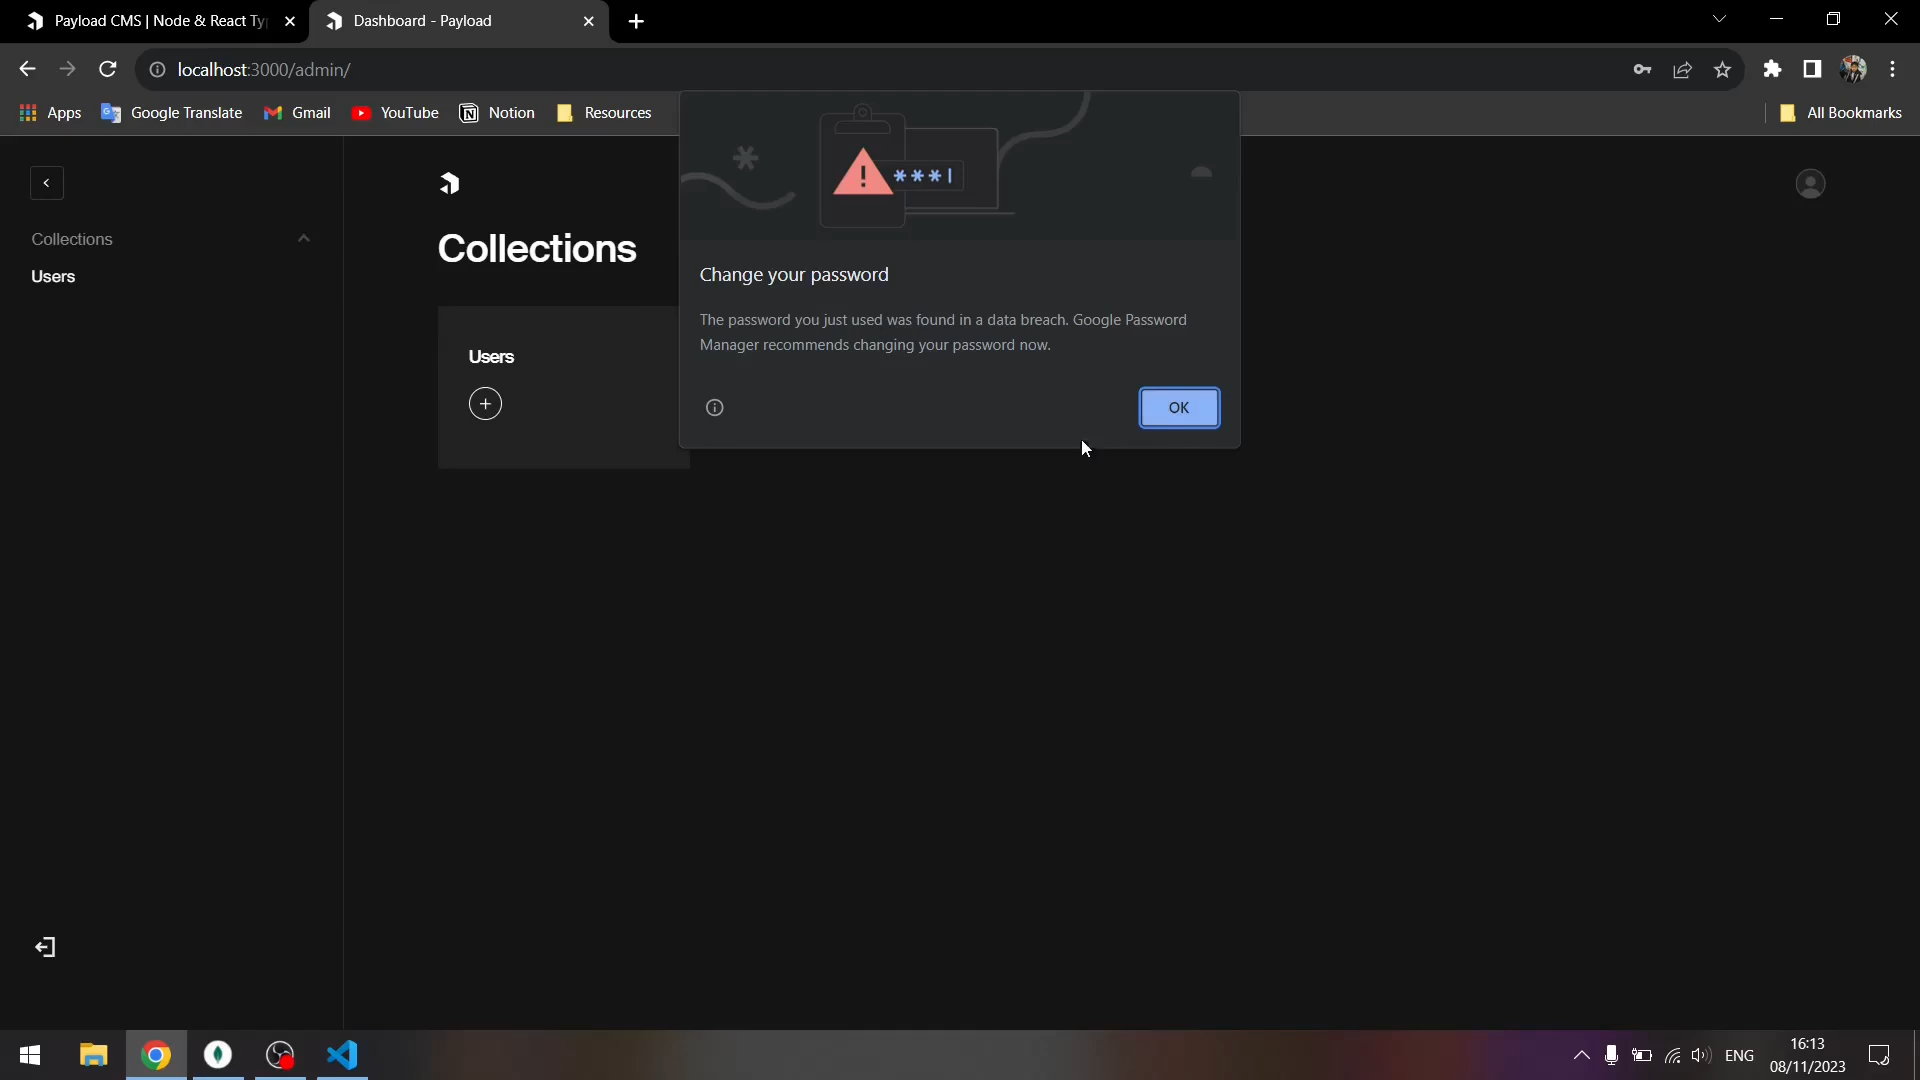 Payload CMS | Node & React Ty
Dashboard - Payload
localhost:3000/admin/
Apps
Google Translate
Gmail
YouTube
Notion
Resources
All Bookmarks
Collections
Users
Collections
Users
***|
Change your password
The password you just used was found in a data breach. Google Password
Manager recommends changing your password now.
OK
ENG
16:13
08/11/2023